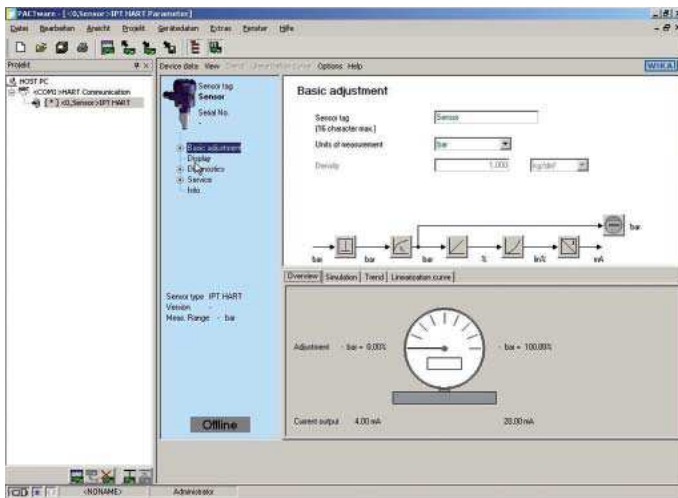 PACTware - [<0,Sensor>IPT HART Parameter]
Datei Bearbeiten Ansicht Projekt Gerätedaten Extras Fenster Hilfe
Projekt
Device data View Options Help
WIKA
HOST PC
<COM1>HART Communication
[*] <0,Sensor>IPT HART
Sensor tag
Sensor
Serial No.
-
Basic adjustment
Display
Diagnostics
Service
Info
Sensor type IPT HART
Version -
Meas. Range - bar
Offline
Basic adjustment
Sensor tag
Sensor
(16 character max.)
Units of measurement
bar
Density
1.000
kg/dm³
bar
bar bar bar % lin% mA
Overview Simulation Trend Linearization curve
Adjustment - bar = 0.00% - bar = 100.00%
Current output 4.00 mA 20.00 mA
<NONAME> Administrator